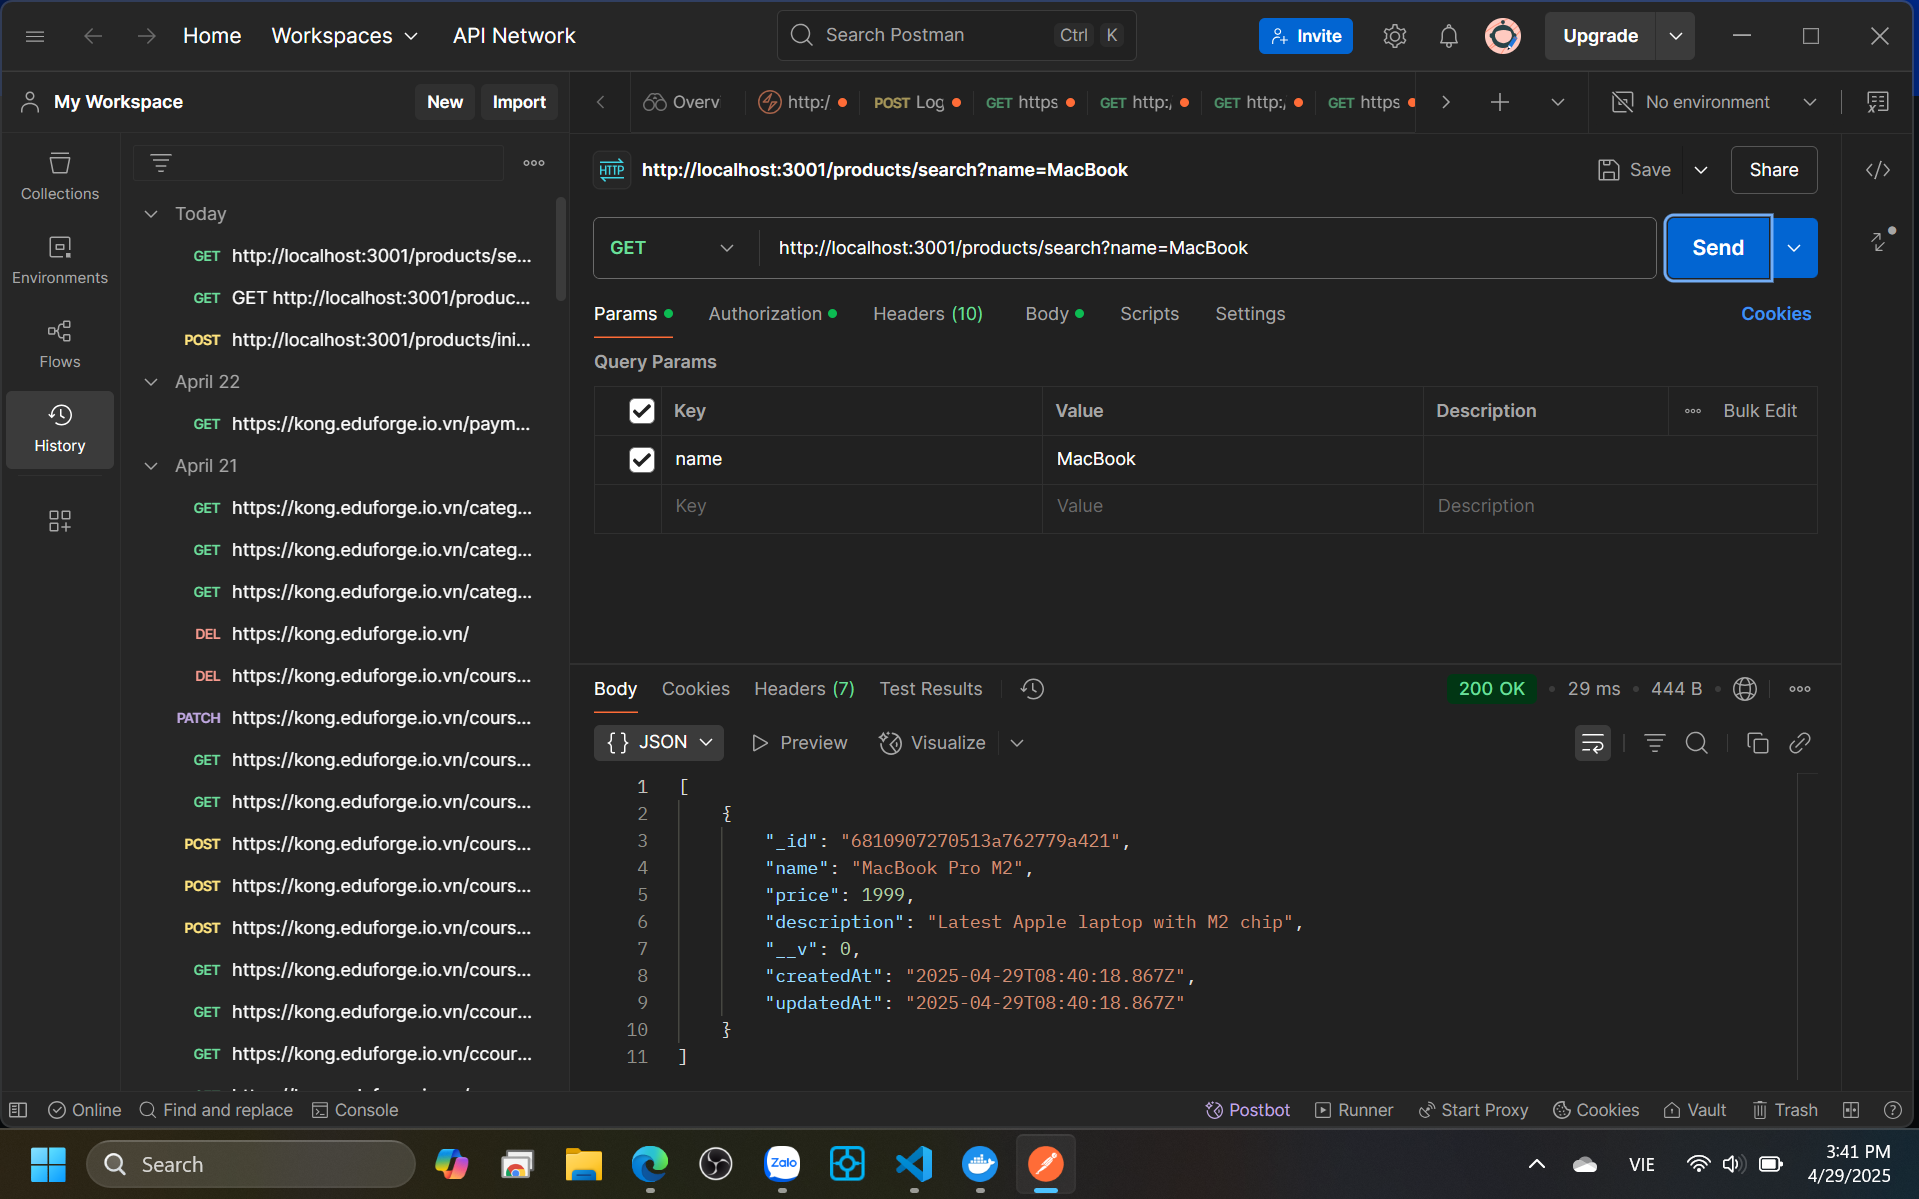 Home
Workspaces
API Network
Search Postman
Ctrl K
Invite
Upgrade
My Workspace
New
Import
Overv
http:/
POST Log
GET https
GET http:/
GET http:/
GET https
No environment
Collections
Environments
Flows
History
Today
GET http://localhost:3001/products/se...
GET GET http://localhost:3001/produc...
POST http://localhost:3001/products/ini...
April 22
GET https://kong.eduforge.io.vn/paym...
April 21
GET https://kong.eduforge.io.vn/categ...
GET https://kong.eduforge.io.vn/categ...
GET https://kong.eduforge.io.vn/categ...
DEL https://kong.eduforge.io.vn/
DEL https://kong.eduforge.io.vn/cours...
PATCH https://kong.eduforge.io.vn/cours...
GET https://kong.eduforge.io.vn/cours...
GET https://kong.eduforge.io.vn/cours...
POST https://kong.eduforge.io.vn/cours...
POST https://kong.eduforge.io.vn/cours...
POST https://kong.eduforge.io.vn/cours...
GET https://kong.eduforge.io.vn/cours...
GET https://kong.eduforge.io.vn/ccour...
GET https://kong.eduforge.io.vn/ccour...
HTTP http://localhost:3001/products/search?name=MacBook
Save
Share
GET http://localhost:3001/products/search?name=MacBook
Send
Params Authorization Headers (10) Body Scripts Settings
Cookies
Query Params
Key Value Description Bulk Edit
name MacBook
Key Value Description
Body Cookies Headers (7) Test Results
200 OK 29 ms 444 B
{} JSON Preview Visualize
1 [
2 {
3 "_id": "6810907270513a762779a421",
4 "name": "MacBook Pro M2",
5 "price": 1999,
6 "description": "Latest Apple laptop with M2 chip",
7 "__v": 0,
8 "createdAt": "2025-04-29T08:40:18.867Z",
9 "updatedAt": "2025-04-29T08:40:18.867Z"
10 }
11 ]
Online Find and replace Console
Postbot Runner Start Proxy Cookies Vault Trash
Search
Zalo
VIE
3:41 PM
4/29/2025